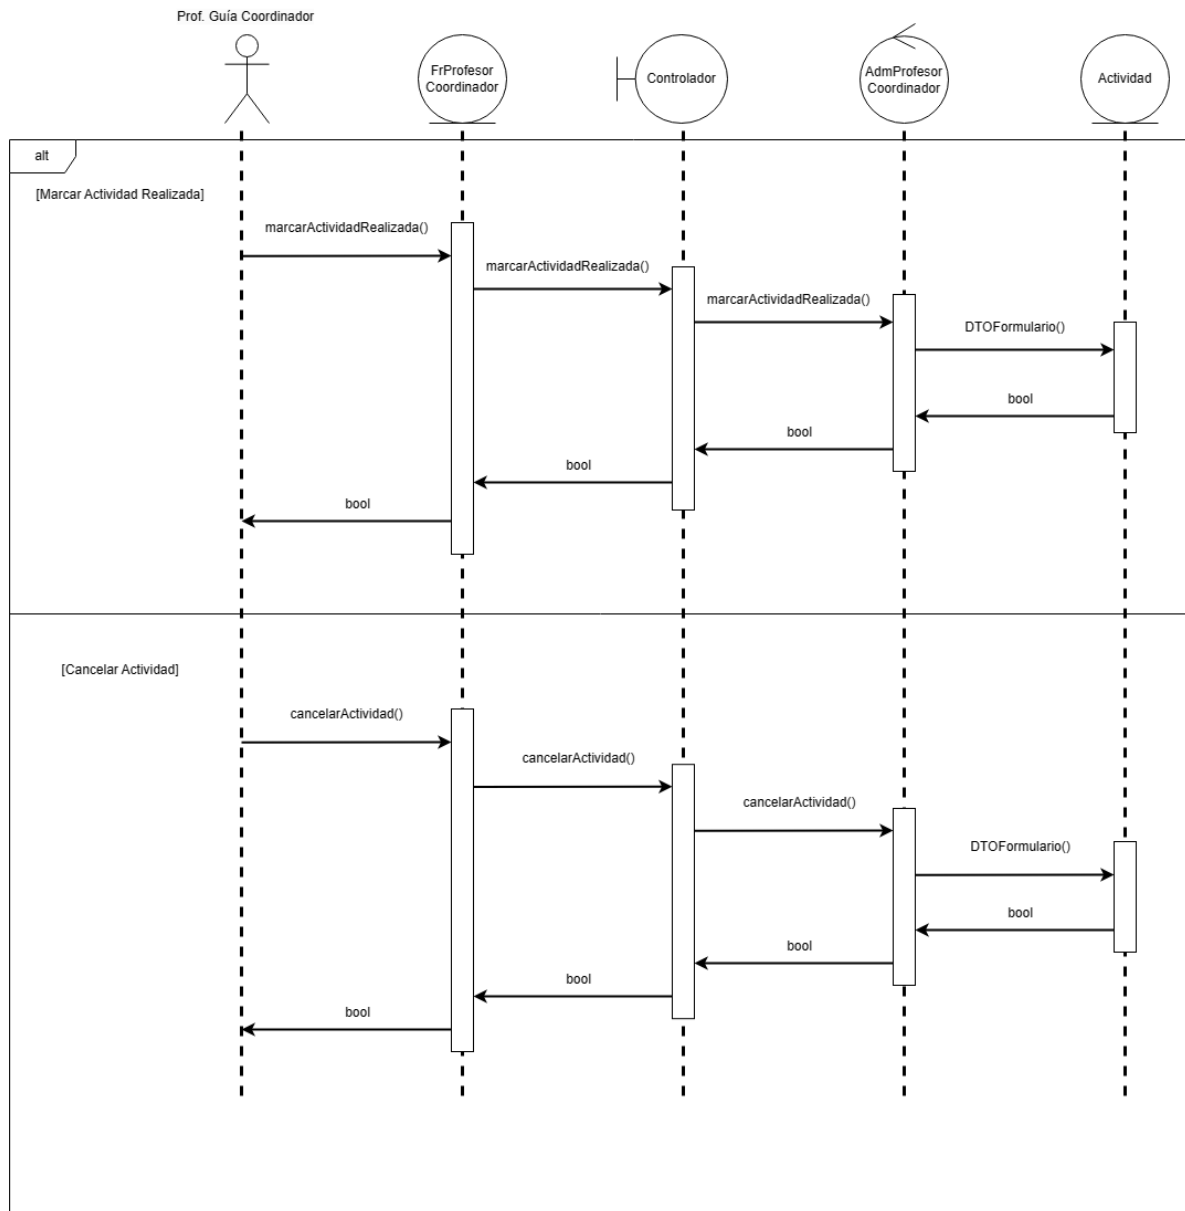 Prof. Guía Coordinador
FrProfesor
Coordinador
Controlador
AdmProfesor
Coordinador
Actividad
alt
[Marcar Actividad Realizada]
marcarActividadRealizada()
marcarActividadRealizada()
marcarActividadRealizada()
DTOFormulario()
bool
bool
bool
bool
[Cancelar Actividad]
cancelarActividad()
cancelarActividad()
cancelarActividad()
DTOFormulario()
bool
bool
bool
bool